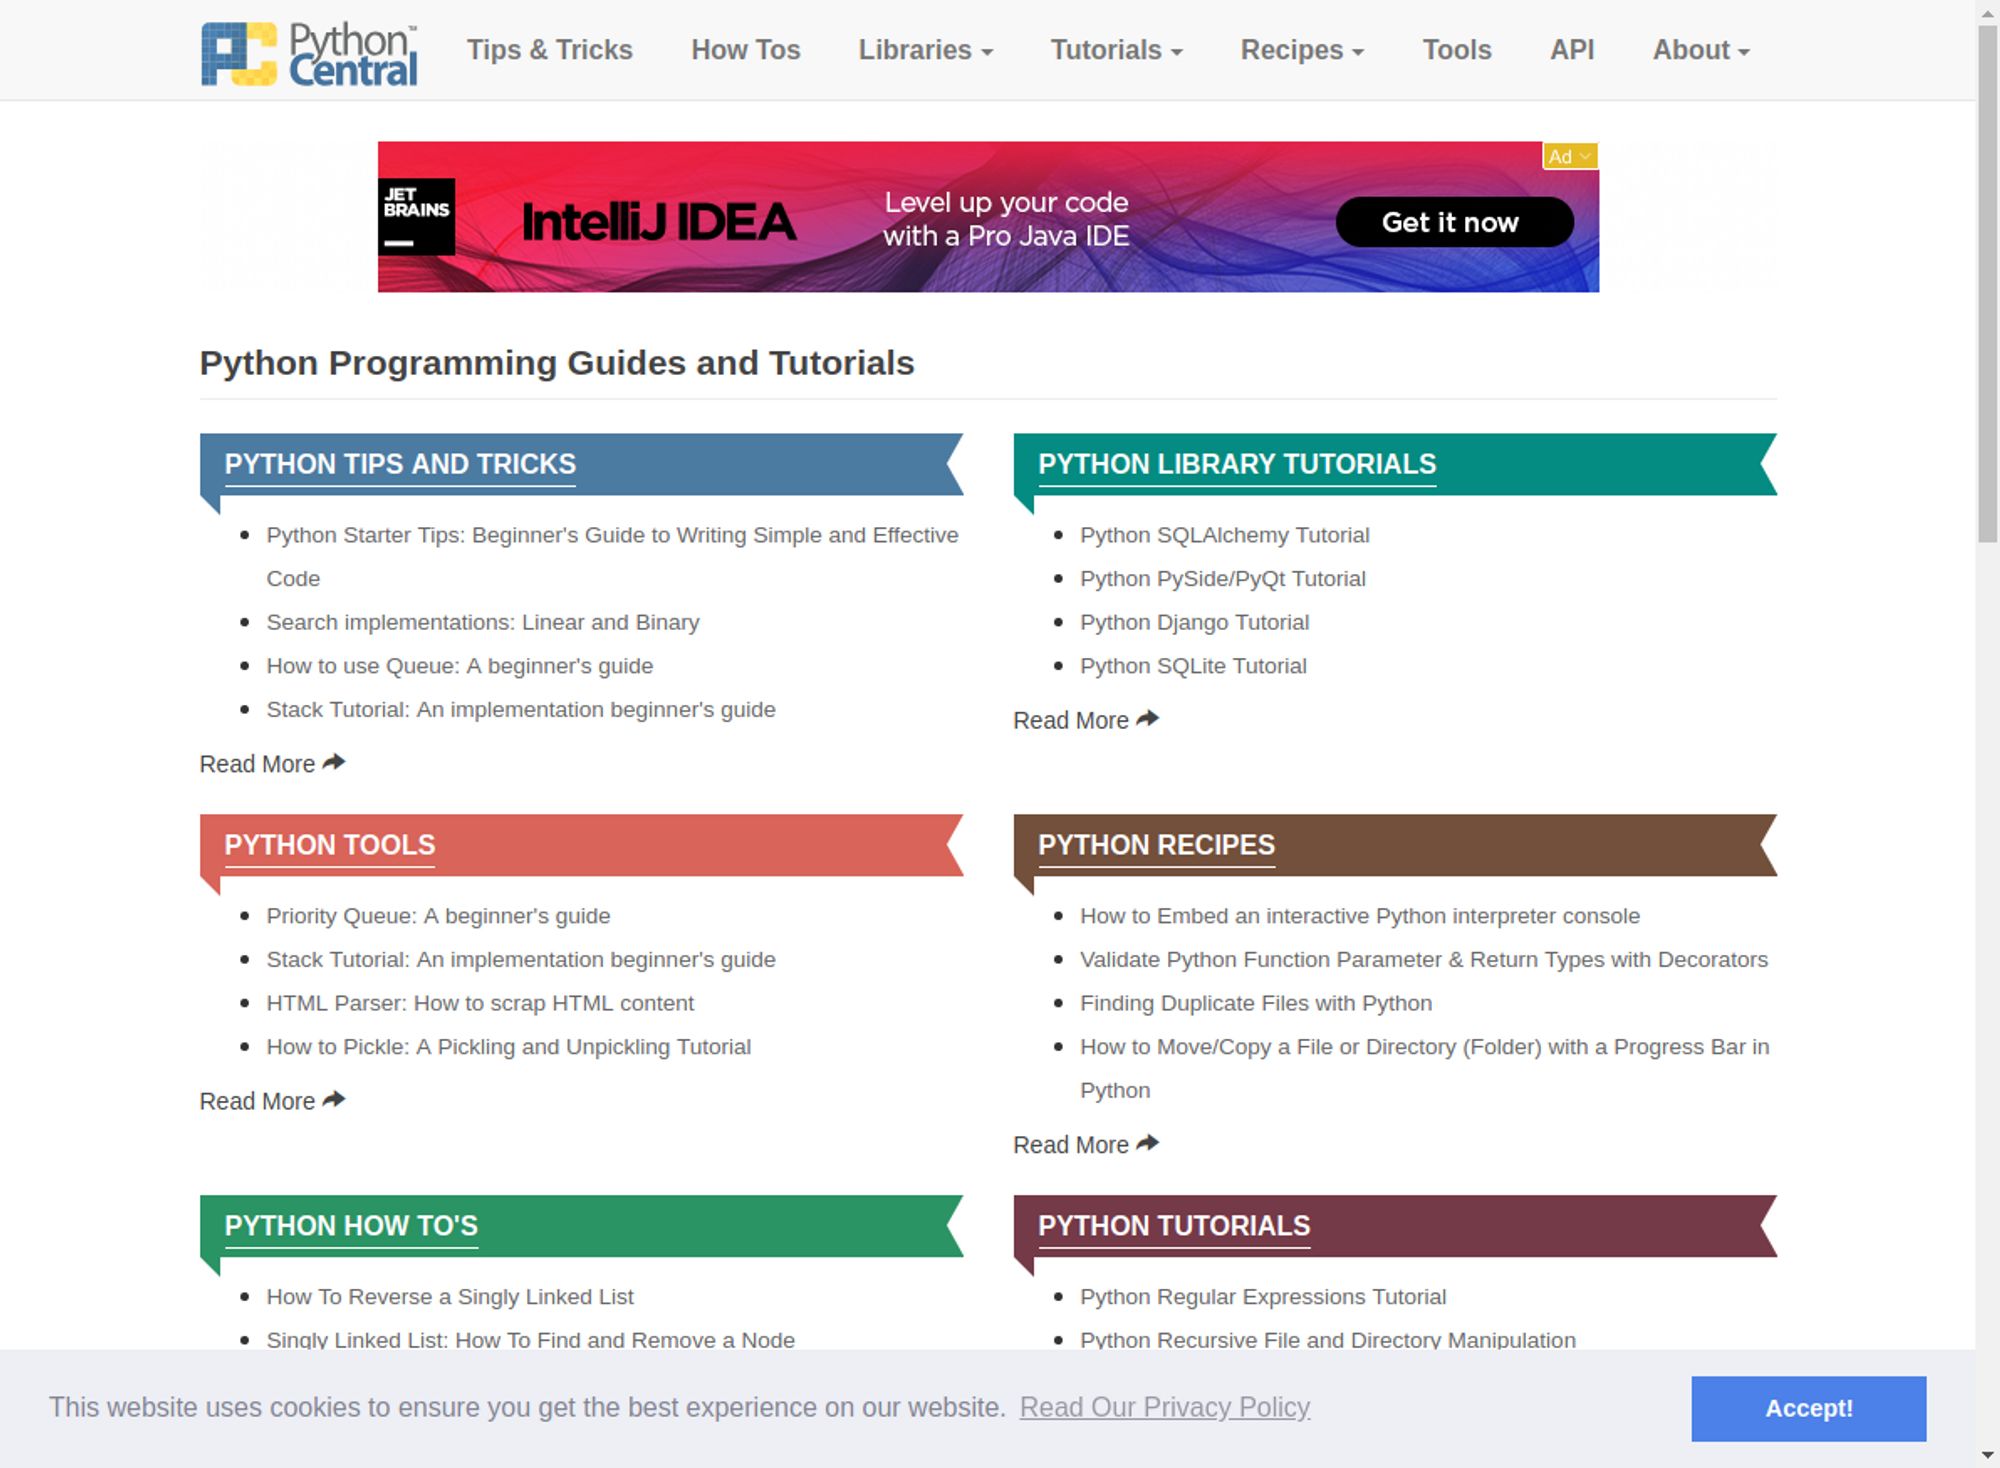 Python™
Central
Tips & Tricks
How Tos
Libraries
Tutorials
Recipes
Tools
API
About
Ad
JET
BRAINS
IntelliJ IDEA
Level up your code
with a Pro Java IDE
Get it now
Python Programming Guides and Tutorials
PYTHON TIPS AND TRICKS
Python Starter Tips: Beginner's Guide to Writing Simple and Effective
Code
Search implementations: Linear and Binary
How to use Queue: A beginner's guide
Stack Tutorial: An implementation beginner's guide
Read More
PYTHON LIBRARY TUTORIALS
Python SQLAlchemy Tutorial
Python PySide/PyQt Tutorial
Python Django Tutorial
Python SQLite Tutorial
Read More
PYTHON TOOLS
Priority Queue: A beginner's guide
Stack Tutorial: An implementation beginner's guide
HTML Parser: How to scrap HTML content
How to Pickle: A Pickling and Unpickling Tutorial
Read More
PYTHON RECIPES
How to Embed an interactive Python interpreter console
Validate Python Function Parameter & Return Types with Decorators
Finding Duplicate Files with Python
How to Move/Copy a File or Directory (Folder) with a Progress Bar in
Python
Read More
PYTHON HOW TO'S
How To Reverse a Singly Linked List
Singly Linked List: How To Find and Remove a Node
PYTHON TUTORIALS
Python Regular Expressions Tutorial
Python Recursive File and Directory Manipulation
This website uses cookies to ensure you get the best experience on our website. Read Our Privacy Policy
Accept!